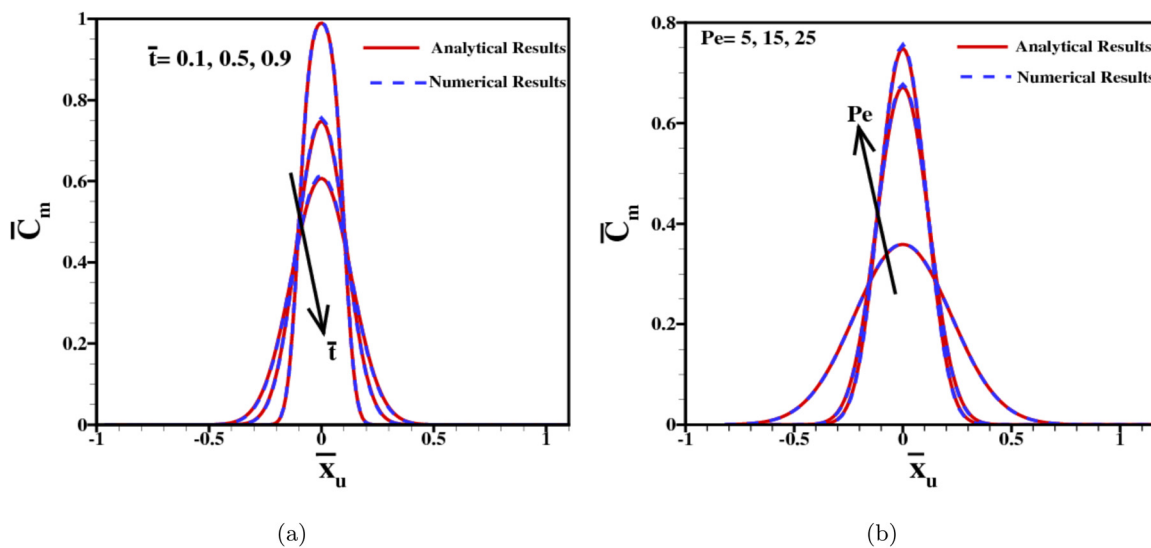 t̅= 0.1, 0.5, 0.9
Analytical Results
Numerical Results
1
0.8
0.6
0.4
0.2
0
C̅m
t̅
-1
-0.5
0
0.5
1
x̅u
(a)
Pe= 5, 15, 25
Analytical Results
Numerical Results
0.8
0.6
0.4
0.2
0
C̅m
Pe
-1
-0.5
0
0.5
1
x̅u
(b)